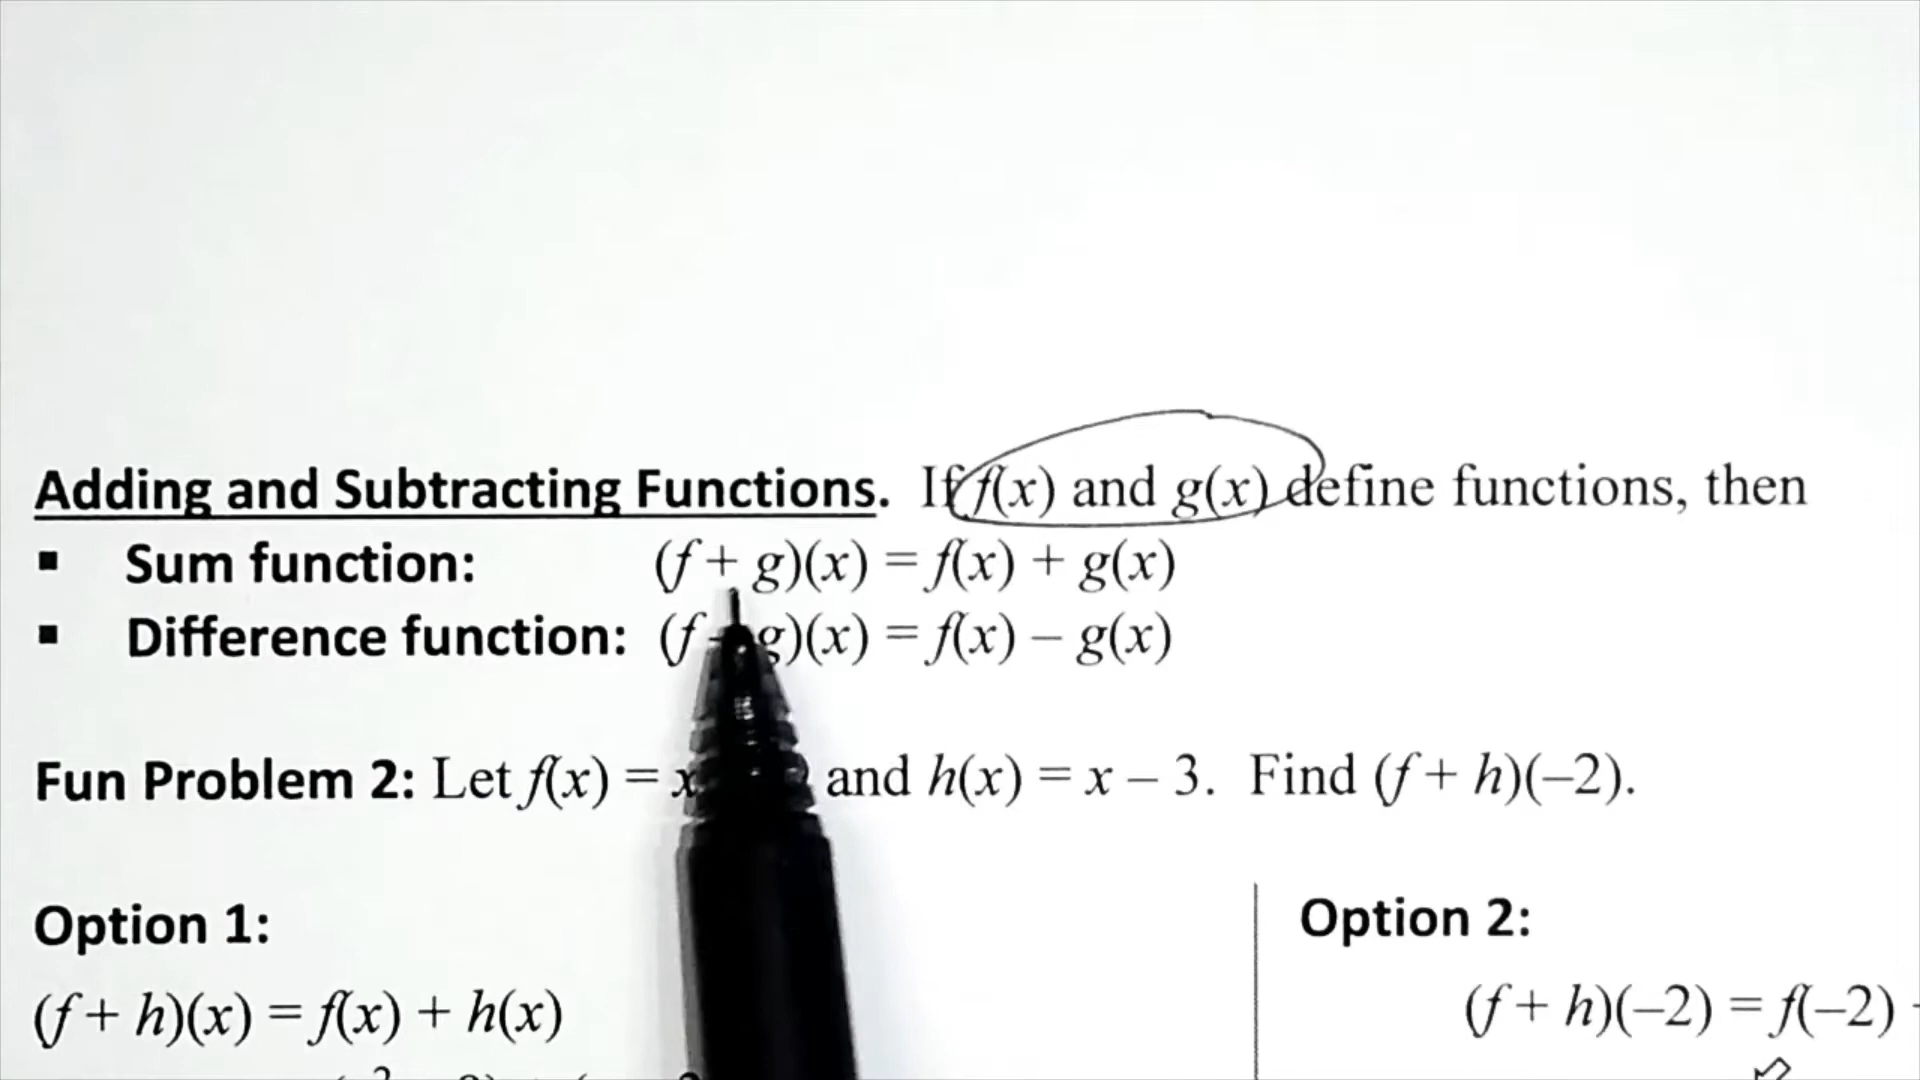 Adding and Subtracting Functions. If f(x) and g(x) define functions, then
▪ Sum function: (f + g)(x) = f(x) + g(x)
▪ Difference function: (f – g)(x) = f(x) – g(x)
Fun Problem 2: Let f(x) = x and h(x) = x – 3. Find (f + h)(–2).
Option 1:
Option 2:
(f + h)(x) = f(x) + h(x)
(f + h)(–2) = f(–2)